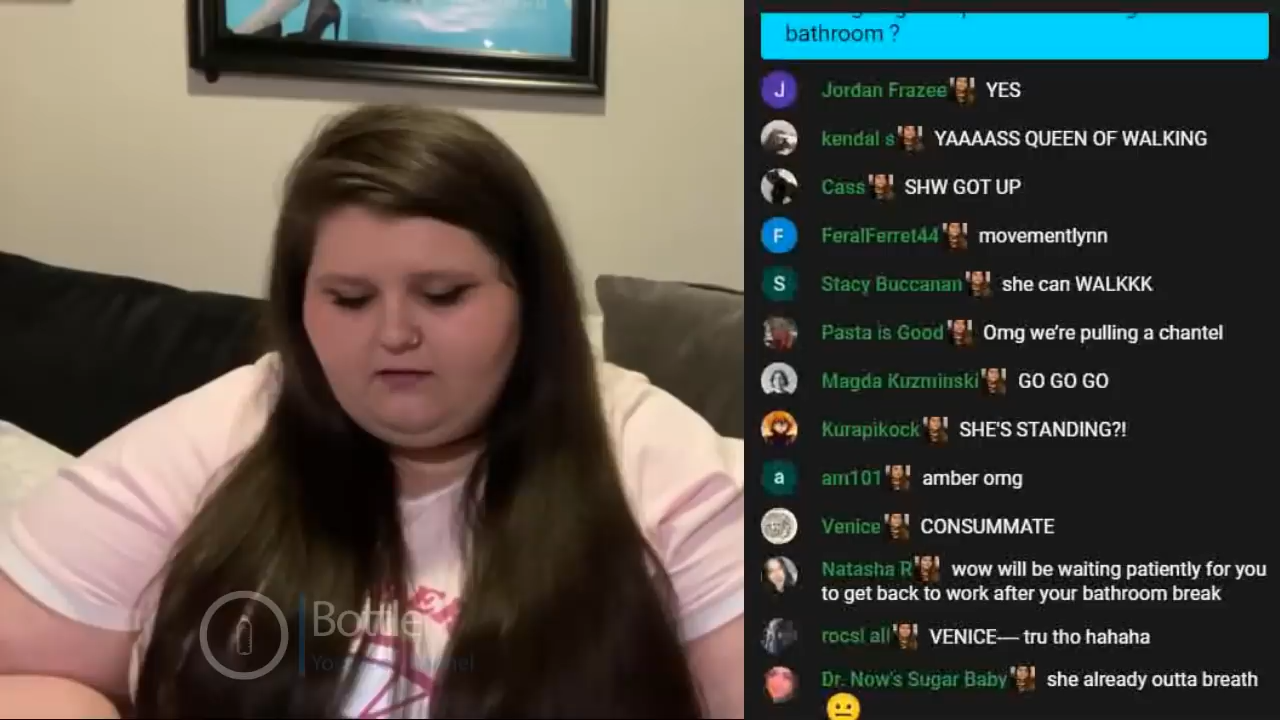 bathroom ?
J Jordan Frazee YES
kendal s YAAAASS QUEEN OF WALKING
Cass SHW GOT UP
F FeralFerret44 movementlynn
S Stacy Buccanan she can WALKKK
Pasta is Good Omg we're pulling a chantel
Magda Kuzminski GO GO GO
Kurapikock SHE'S STANDING?!
a am101 amber omg
Venice CONSUMMATE
Natasha R wow will be waiting patiently for you
to get back to work after your bathroom break
rocsl all VENICE— tru tho hahaha
Dr. Now's Sugar Baby she already outta breath
Bottle